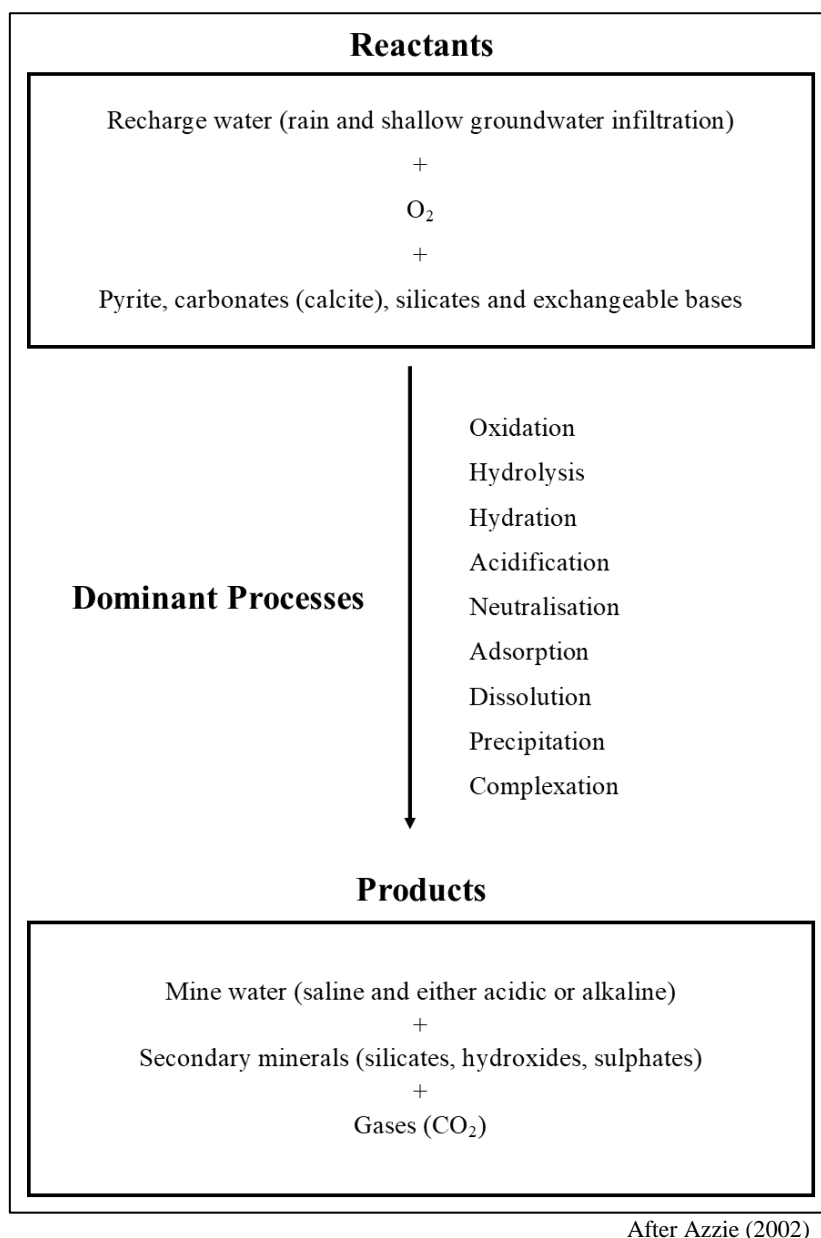 Reactants
Recharge water (rain and shallow groundwater infiltration)
+
O₂
+
Pyrite, carbonates (calcite), silicates and exchangeable bases
Oxidation
Hydrolysis
Hydration
Acidification
Dominant Processes
Neutralisation
Adsorption
Dissolution
Precipitation
Complexation
Products
Mine water (saline and either acidic or alkaline)
+
Secondary minerals (silicates, hydroxides, sulphates)
+
Gases (CO₂)
After Azzie (2002)